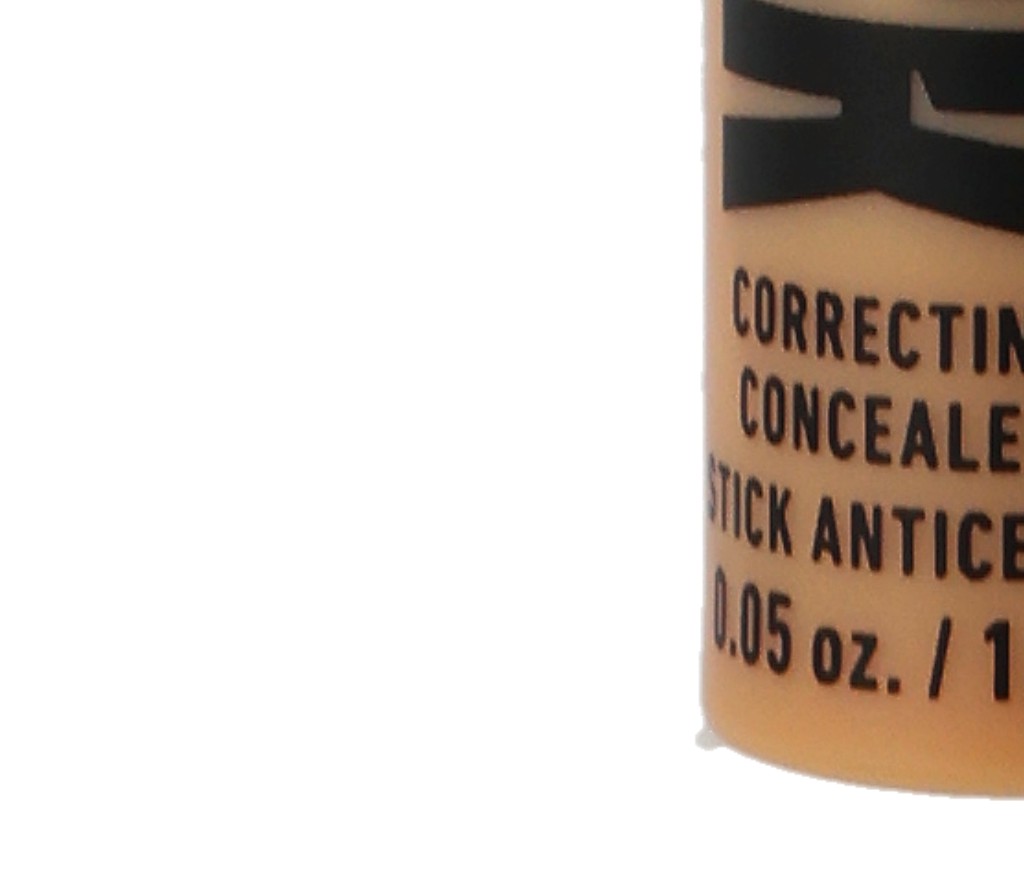 CORRECTIN
CONCEALE
STICK ANTICE
0.05 oz. / 1